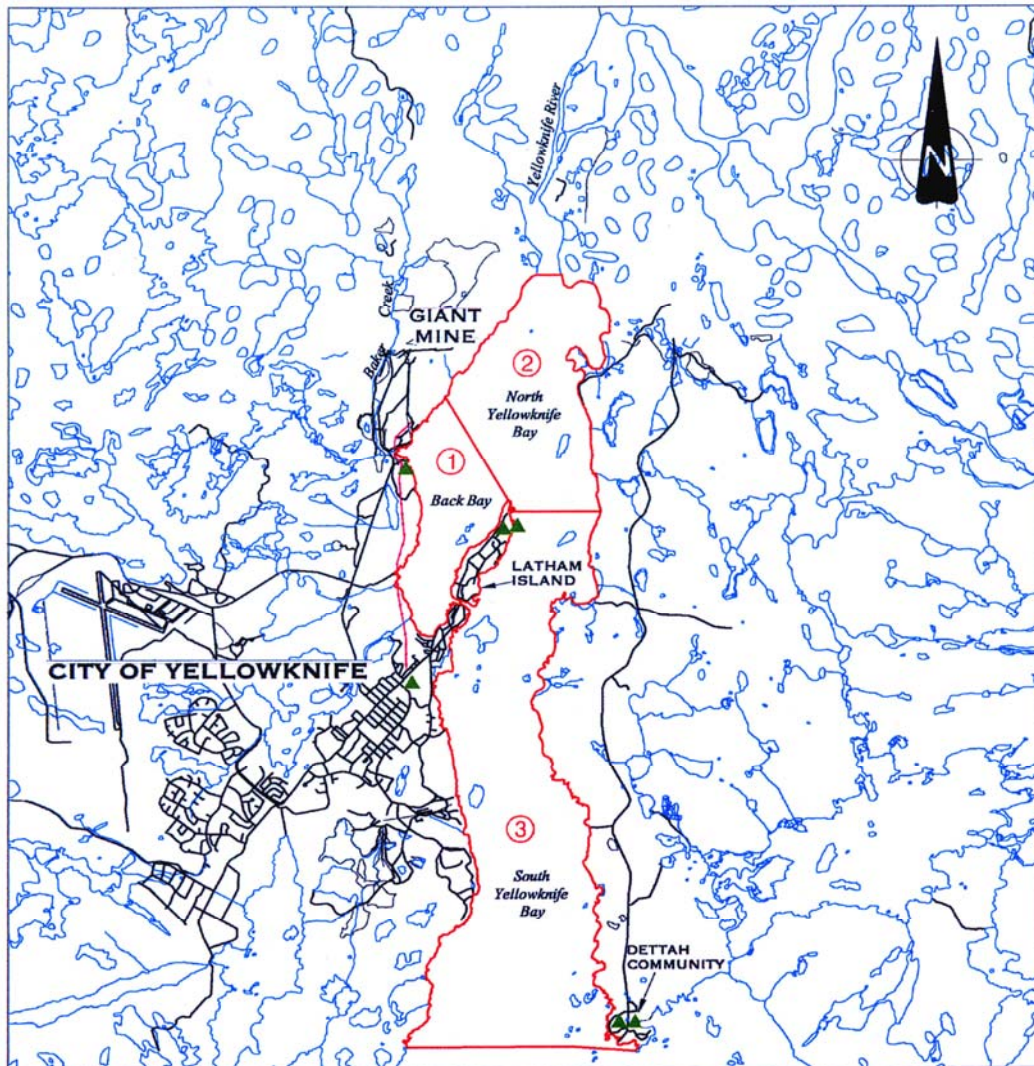 Yellowknife River
N
Creek
GIANT
MINE
Baker
②
North
Yellowknife
Bay
①
Back Bay
LATHAM
ISLAND
CITY OF YELLOWKNIFE
③
South
Yellowknife
Bay
DETTAH
COMMUNITY